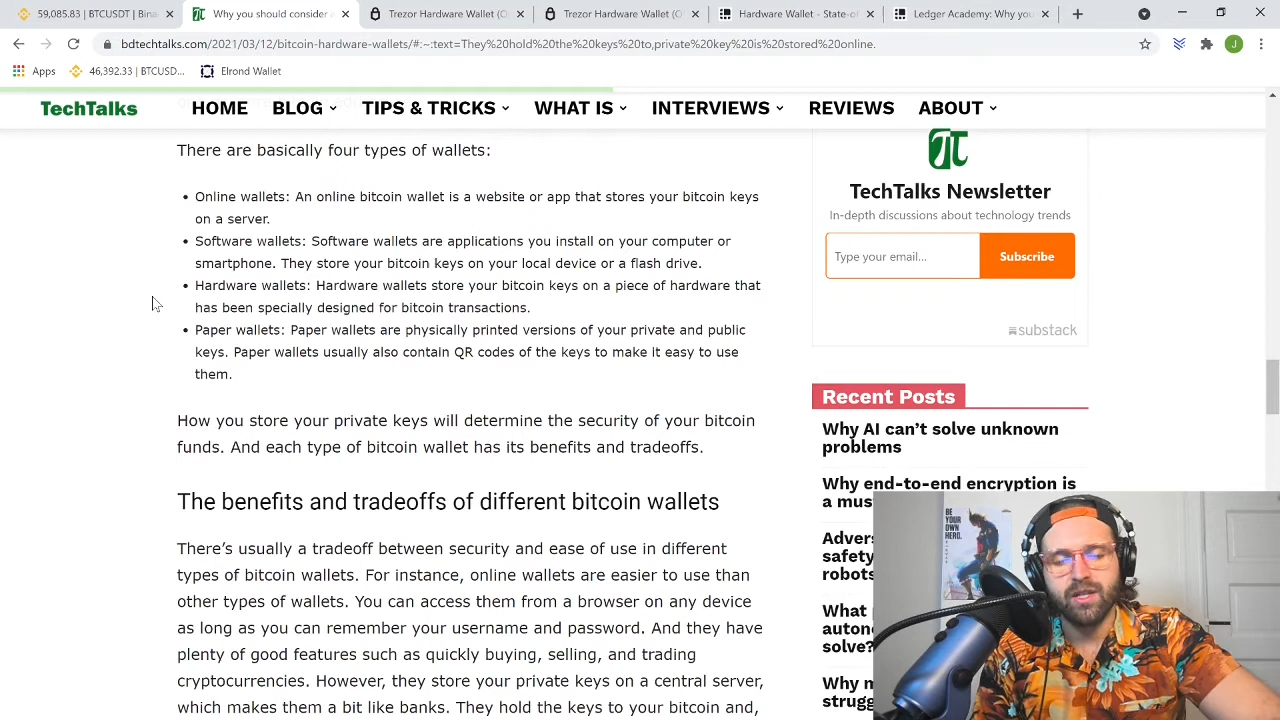 59,085.83 | BTCUSDT | Bina
Why you should consider a
Trezor Hardware Wallet (O
Trezor Hardware Wallet (O
Hardware Wallet - State-of
Ledger Academy: Why you
bdtechtalks.com/2021/03/12/bitcoin-hardware-wallets/#:~:text=They%20hold%20the%20keys%20to,private%20key%20is%20stored%20online.
J
Apps
46,392.33 | BTCUSD...
Elrond Wallet
TechTalks
HOME
BLOG
TIPS & TRICKS
WHAT IS
INTERVIEWS
REVIEWS
ABOUT
There are basically four types of wallets:
• Online wallets: An online bitcoin wallet is a website or app that stores your bitcoin keys
on a server.
• Software wallets: Software wallets are applications you install on your computer or
smartphone. They store your bitcoin keys on your local device or a flash drive.
• Hardware wallets: Hardware wallets store your bitcoin keys on a piece of hardware that
has been specially designed for bitcoin transactions.
• Paper wallets: Paper wallets are physically printed versions of your private and public
keys. Paper wallets usually also contain QR codes of the keys to make it easy to use
them.
How you store your private keys will determine the security of your bitcoin
funds. And each type of bitcoin wallet has its benefits and tradeoffs.
The benefits and tradeoffs of different bitcoin wallets
There's usually a tradeoff between security and ease of use in different
types of bitcoin wallets. For instance, online wallets are easier to use than
other types of wallets. You can access them from a browser on any device
as long as you can remember your username and password. And they have
plenty of good features such as quickly buying, selling, and trading
cryptocurrencies. However, they store your private keys on a central server,
which makes them a bit like banks. They hold the keys to your bitcoin and,
TechTalks Newsletter
In-depth discussions about technology trends
Type your email...
Subscribe
substack
Recent Posts
Why AI can't solve unknown
problems
Why end-to-end encryption is
a mus
Advers
safety
robots
What
auton
solve?
Why m
strugg
BE
YOUR
OWN
HERO.